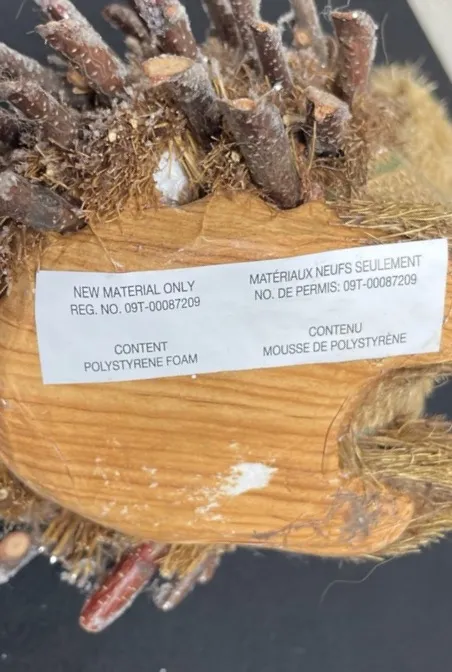 NEW MATERIAL ONLY
REG. NO. 09T-00087209
CONTENT
POLYSTYRENE FOAM
MATÉRIAUX NEUFS SEULEMENT
NO. DE PERMIS: 09T-00087209
CONTENU
MOUSSE DE POLYSTYRÈNE